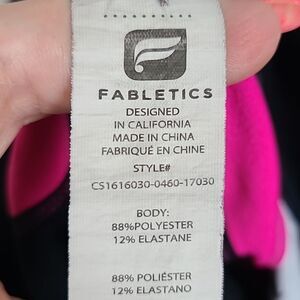 FABLETICS
DESIGNED
IN CALIFORNIA
MADE IN CHINA
FABRIQUÉ EN CHINE
STYLE#
CS1616030-0460-17030
BODY:
88%POLYESTER
12% ELASTANE
88% POLIÉSTER
12% ELASTANO